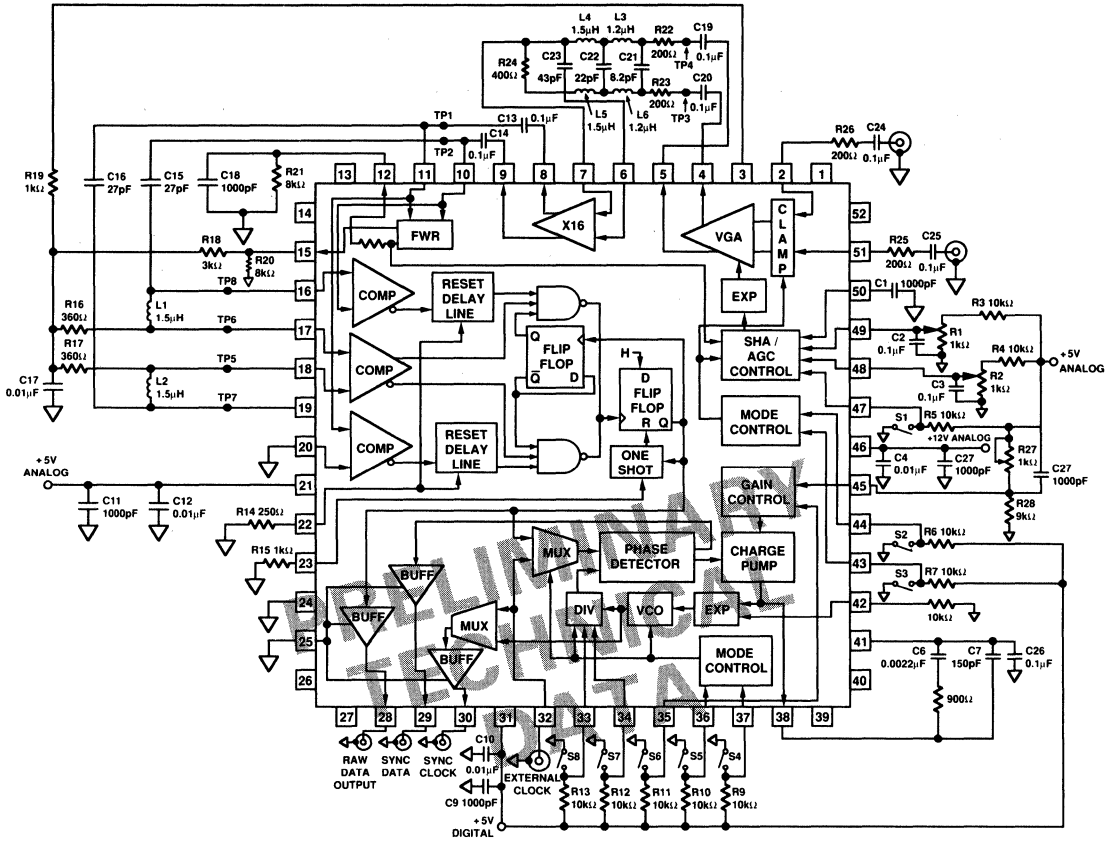 L4
1.5µH
L3
1.2µH
R22
200Ω
C19
0.1µF
TP4
R24
400Ω
C23
43pF
C22
22pF
C21
8.2pF
R23
200Ω
C20
0.1µF
TP3
L5
1.5µH
L6
1.2µH
TP1
C13
0.1µF
TP2
C14
0.1µF
R26
200Ω
C24
0.1µF
R19
1kΩ
C16
27pF
C15
27pF
C18
1000pF
R21
8kΩ
13
12
11
10
9
8
7
6
5
4
3
2
1
14
15
16
17
18
19
20
21
22
23
24
25
26
52
51
50
49
48
47
46
45
44
43
42
41
40
R18
3kΩ
R20
8kΩ
TP8
L1
1.5µH
R16
360Ω
TP6
R17
360Ω
TP5
L2
1.5µH
TP7
C17
0.01µF
+5V
ANALOG
C11
1000pF
C12
0.01µF
R14 250Ω
R15 1kΩ
FWR
X16
VGA
CLAMP
EXP
COMP
RESET
DELAY
LINE
COMP
COMP
RESET
DELAY
LINE
Q
FLIP
FLOP
Q̅ D
H
D
FLIP
FLOP
R Q
ONE
SHOT
SHA /
AGC
CONTROL
MODE
CONTROL
GAIN
CONTROL
CHARGE
PUMP
MUX
PHASE
DETECTOR
BUFF
BUFF
BUFF
MUX
DIV
VCO
EXP
MODE
CONTROL
PRELIMINARY
TECHNICAL
DATA
R25
200Ω
C25
0.1µF
C1
1000pF
R3 10kΩ
C2
0.1µF
R1
1kΩ
R4 10kΩ
+5V
ANALOG
C3
0.1µF
R2
1kΩ
S1
R5 10kΩ
+12V ANALOG
C4
0.01µF
C27
1000pF
R27
1kΩ
C27
1000pF
R28
9kΩ
S2
R6 10kΩ
S3
R7 10kΩ
10kΩ
C6
0.0022µF
C7
150pF
C26
0.1µF
900Ω
27
28
29
30
31
32
33
34
35
36
37
38
39
RAW
DATA
OUTPUT
SYNC
DATA
SYNC
CLOCK
C10
0.01µF
EXTERNAL
CLOCK
C9 1000pF
+5V
DIGITAL
S8
S7
S6
S5
S4
R13
10kΩ
R12
10kΩ
R11
10kΩ
R10
10kΩ
R9
10kΩ